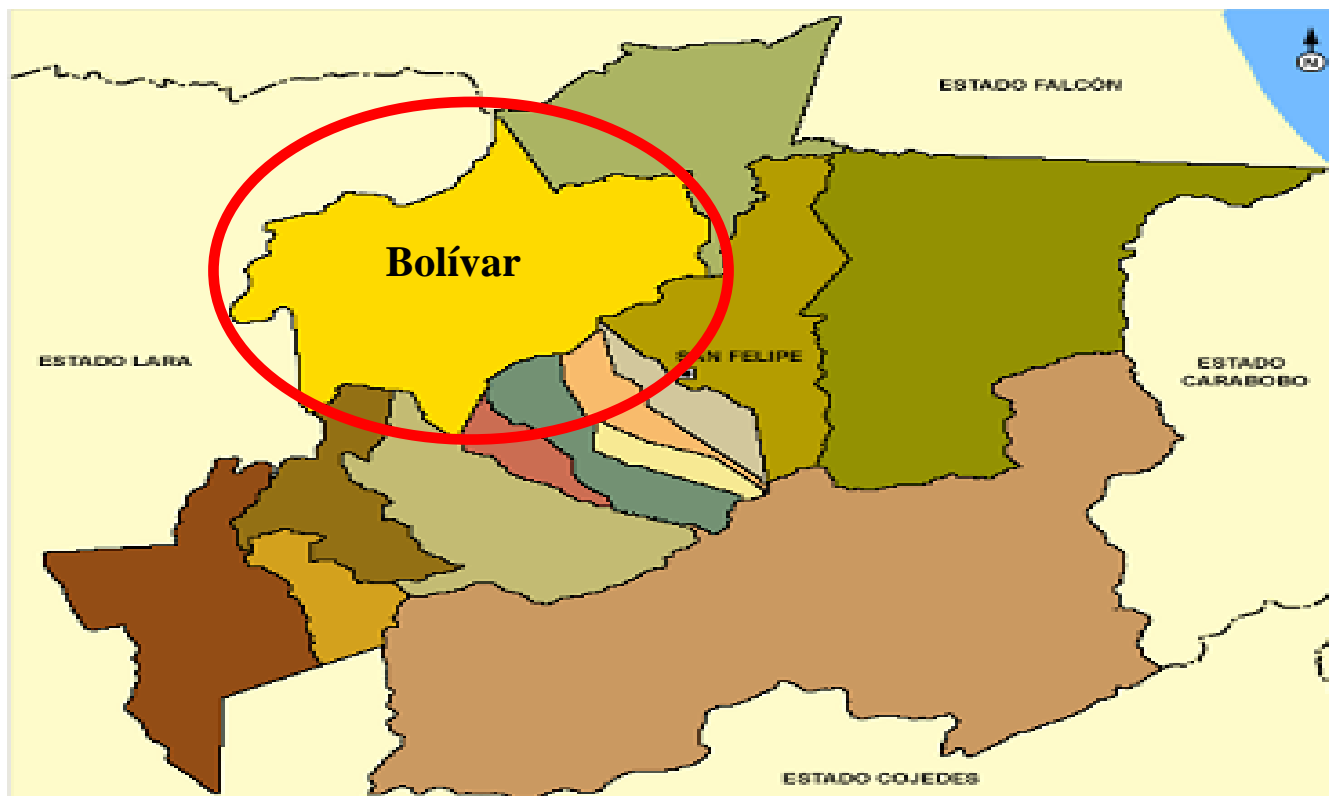 N
ESTADO FALCÓN
Bolívar
ESTADO LARA
SAN FELIPE
ESTADO
CARABOBO
ESTADO COJEDES